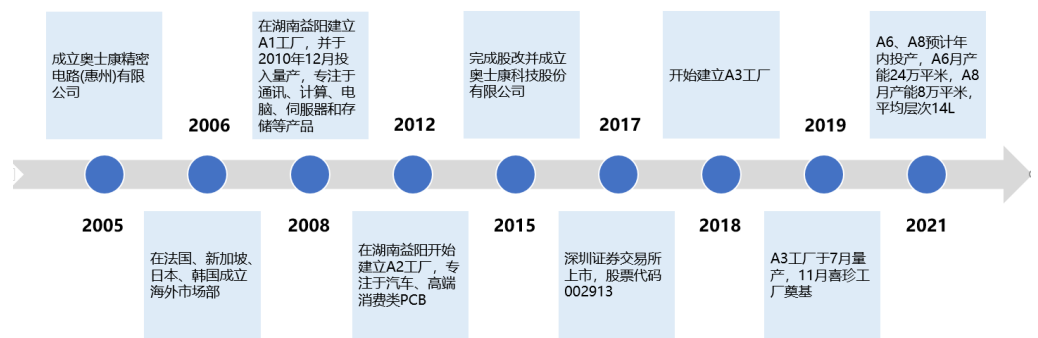 成立奥士康精密
电路(惠州)有限
公司
2005
2006
在法国、新加坡、
日本、韩国成立
海外市场部
在湖南益阳建立
A1工厂，并于
2010年12月投
入量产，专注于
通讯、计算、电
脑、伺服器和存
储等产品
2008
2012
在湖南益阳开始
建立A2工厂，专
注于汽车、高端
消费类PCB
完成股改并成立
奥士康科技股份
有限公司
2015
2017
深圳证券交易所
上市，股票代码
002913
开始建立A3工厂
2018
2019
A3工厂于7月量
产，11月喜珍工
厂奠基
A6、A8预计年
内投产，A6月产
能24万平米，A8
月产能8万平米，
平均层次14L
2021